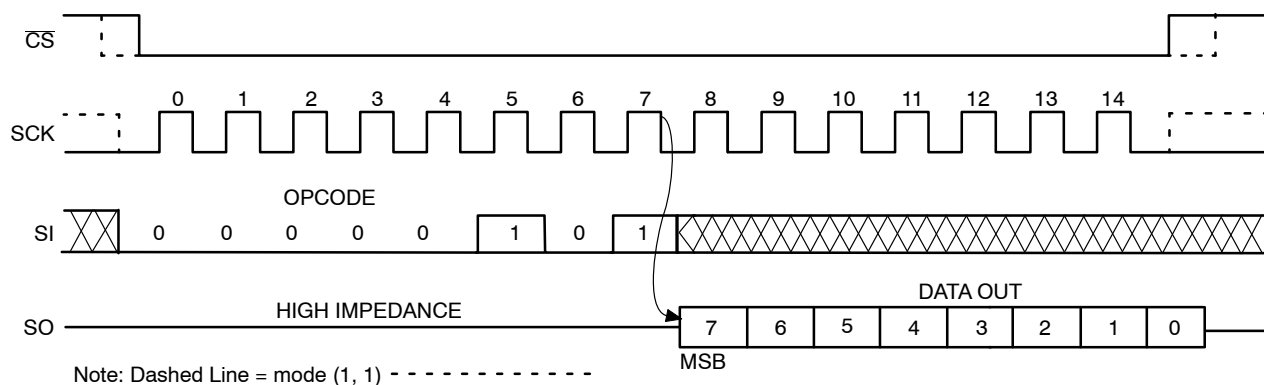 CS
0 1 2 3 4 5 6 7 8 9 10 11 12 13 14
SCK
OPCODE
SI 0 0 0 0 0 1 0 1
HIGH IMPEDANCE DATA OUT
SO 7 6 5 4 3 2 1 0
MSB
Note: Dashed Line = mode (1, 1)